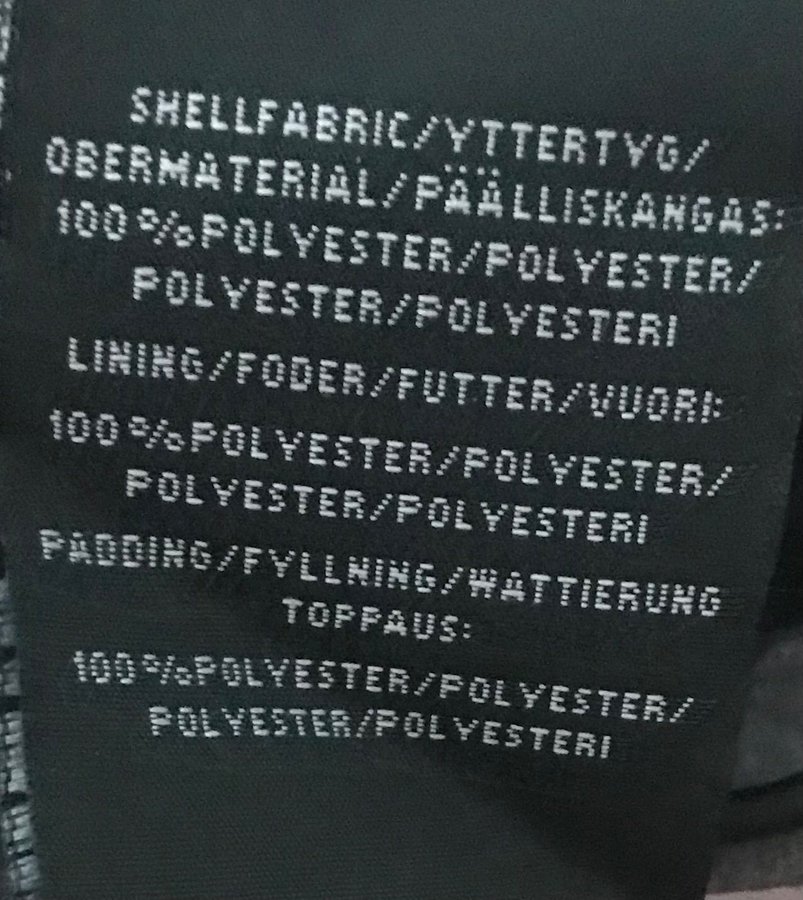 SHELLFABRIC/YTTERTYG/
OBERMATERIAL/PÄÄLLISKANGAS:
100%POLYESTER/POLYESTER/
POLYESTER/POLYESTERI
LINING/FODER/FUTTER/VUORI:
100%POLYESTER/POLYESTER/
POLYESTER/POLYESTERI
PADDING/FYLLNING/WATTIERUNG
TOPPAUS:
100%POLYESTER/POLYESTER/
POLYESTER/POLYESTERI